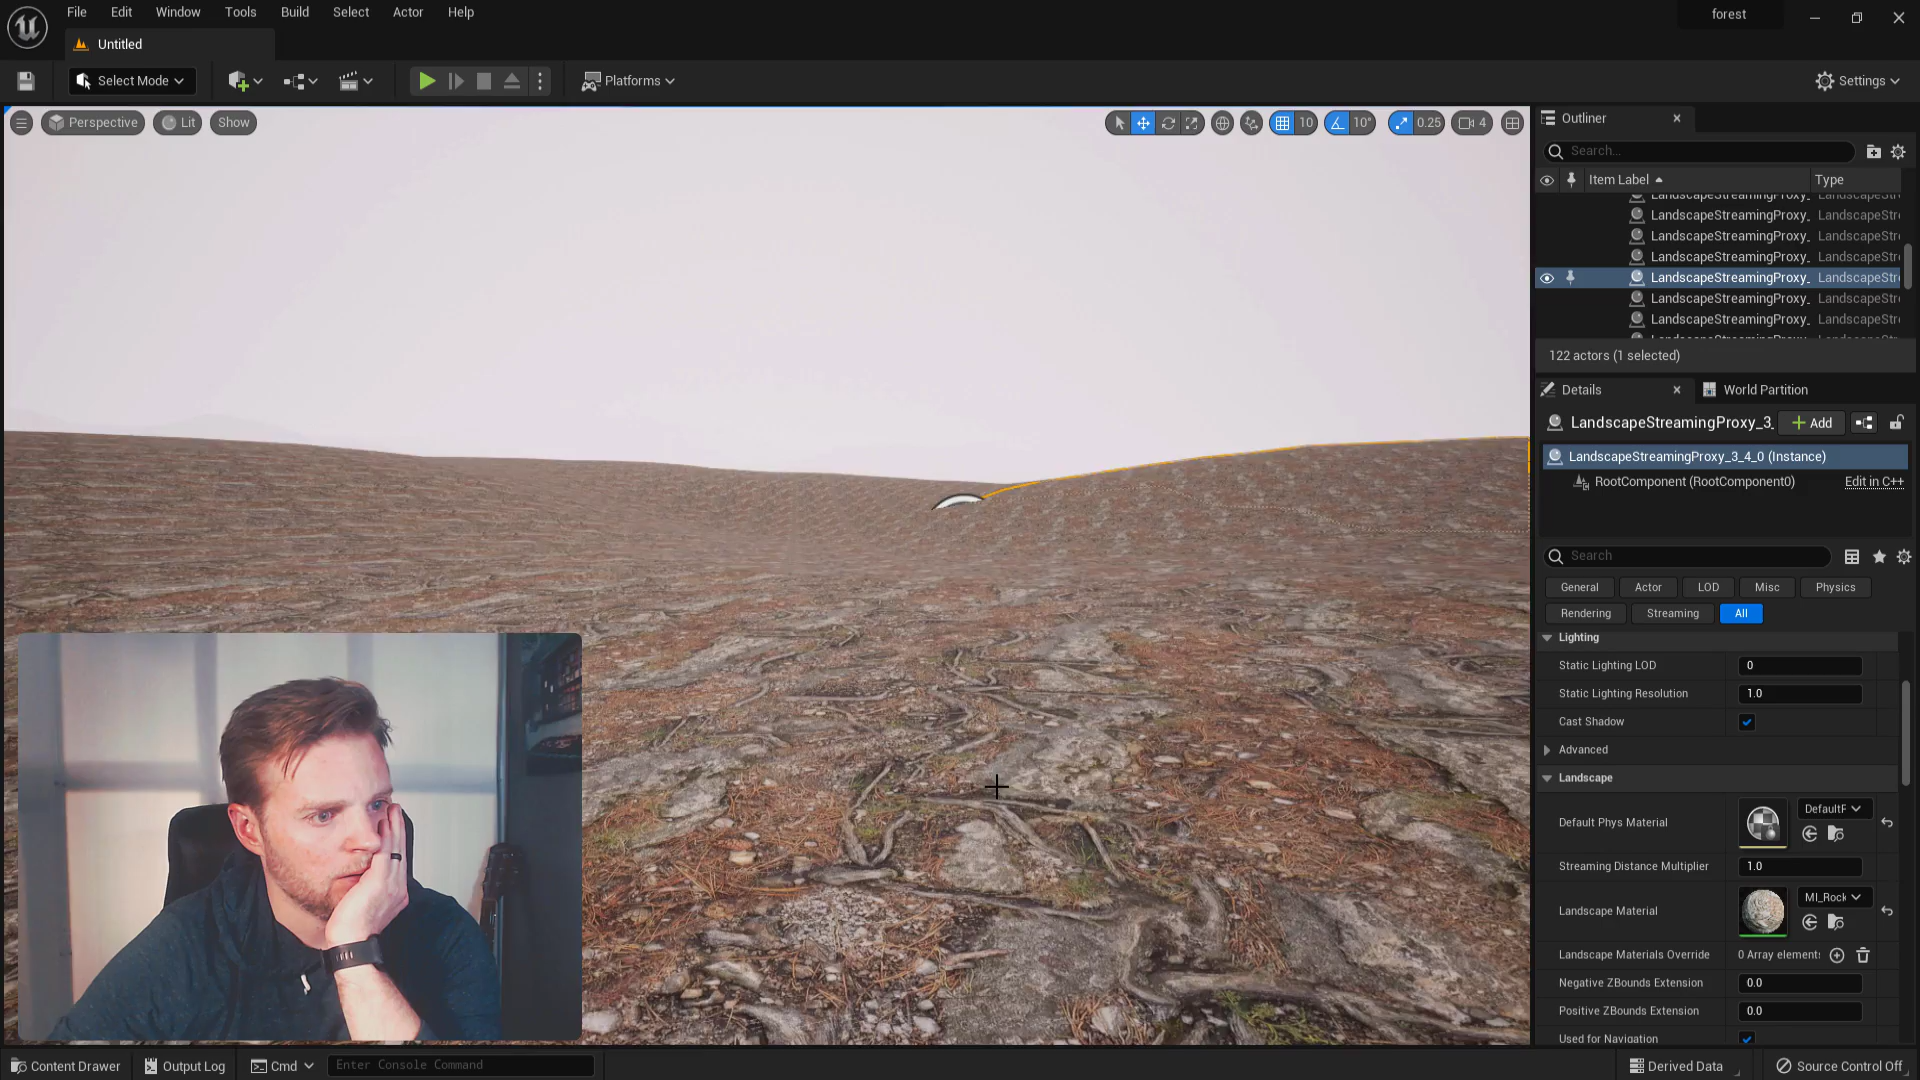 File Edit Window Tools Build Select Actor Help
forest
Untitled
Select Mode
Platforms
Settings
Perspective
Lit
Show
10
10°
0.25
4
Outliner
Search...
Item Label
Type
LandscapeStreamingProxy_ LandscapeStr
LandscapeStreamingProxy_ LandscapeStr
LandscapeStreamingProxy_ LandscapeStr
LandscapeStreamingProxy_ LandscapeStr
LandscapeStreamingProxy_ LandscapeStr
LandscapeStreamingProxy_ LandscapeStr
LandscapeStreamingProxy_ LandscapeStr
122 actors (1 selected)
Details
World Partition
LandscapeStreamingProxy_3_
Add
LandscapeStreamingProxy_3_4_0 (Instance)
RootComponent (RootComponent0)
Edit in C++
Search
General
Actor
LOD
Misc
Physics
Rendering
Streaming
All
Lighting
Static Lighting LOD 0
Static Lighting Resolution 1.0
Cast Shadow
Advanced
Landscape
Default Phys Material
DefaultP
Streaming Distance Multiplier 1.0
Landscape Material
MI_Rock
Landscape Materials Override 0 Array element:
Negative ZBounds Extension 0.0
Positive ZBounds Extension 0.0
Used for Navigation
Content Drawer
Output Log
Cmd
Enter Console Command
Derived Data
Source Control Off